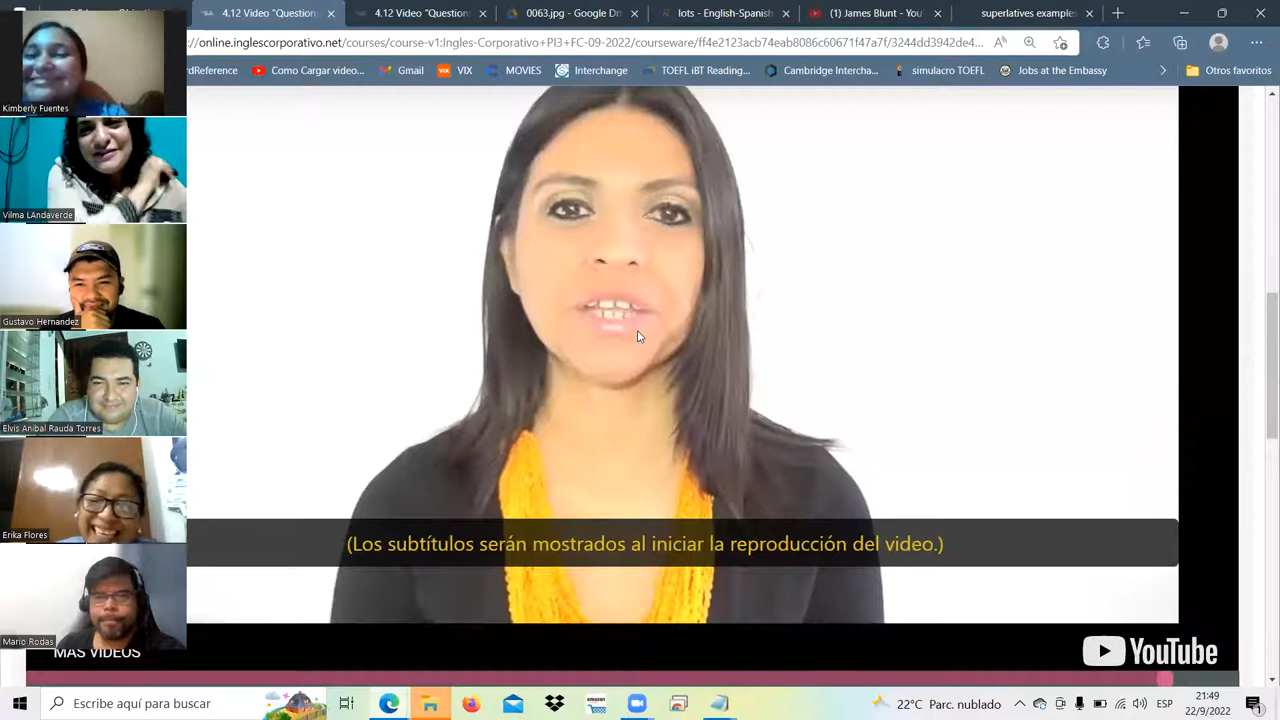 4.12 Video "Question:
4.12 Video "Question:
0063.jpg - Google Dri
lots - English-Spanish
(1) James Blunt - You'
superlatives examples
://online.inglescorporativo.net/courses/course-v1:Ingles-Corporativo+PI3+FC-09-2022/courseware/ff4e2123acb74eab8086c60671f47a7f/3244dd3942de4...
rdReference
Como Cargar video...
Gmail
VIX
MOVIES
Interchange
TOEFL iBT Reading...
Cambridge Intercha...
simulacro TOEFL
Jobs at the Embassy
Otros favoritos
Kimberly Fuentes
Vilma LAndaverde
Gustavo Hernandez
Elvis Anibal Rauda Torres
Erika Flores
Mario Rodas
(Los subtítulos serán mostrados al iniciar la reproducción del video.)
MÁS VIDEOS
YouTube
Escribe aquí para buscar
22°C Parc. nublado
ESP
21:49
22/9/2022
1